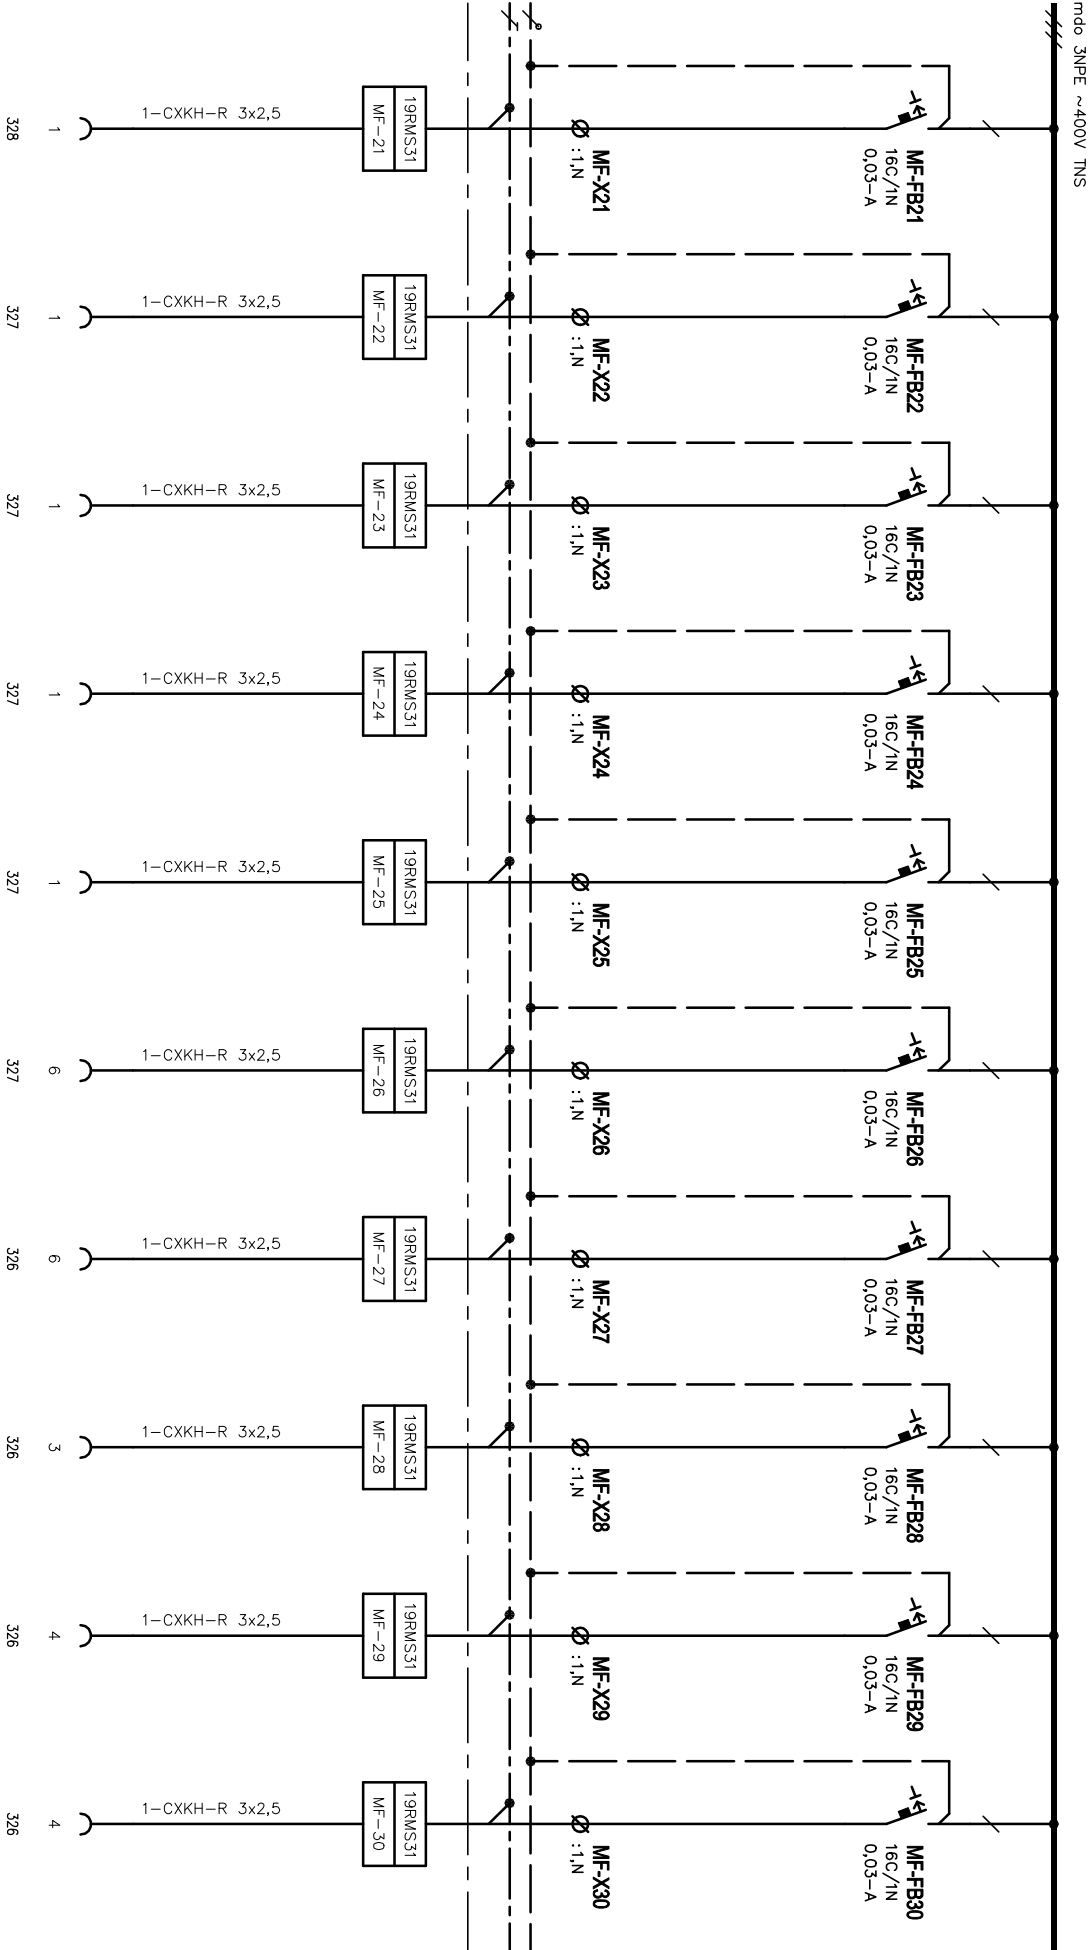 mdo 3NPE ~400V TNS
MF-FB21
16C/1N
0,03-A
MF-X21
:1,N
19RMS31
MF-21
1-CXKH-R 3x2,5
1
328
MF-FB22
16C/1N
0,03-A
MF-X22
:1,N
19RMS31
MF-22
1-CXKH-R 3x2,5
1
327
MF-FB23
16C/1N
0,03-A
MF-X23
:1,N
19RMS31
MF-23
1-CXKH-R 3x2,5
1
327
MF-FB24
16C/1N
0,03-A
MF-X24
:1,N
19RMS31
MF-24
1-CXKH-R 3x2,5
1
327
MF-FB25
16C/1N
0,03-A
MF-X25
:1,N
19RMS31
MF-25
1-CXKH-R 3x2,5
1
327
MF-FB26
16C/1N
0,03-A
MF-X26
:1,N
19RMS31
MF-26
1-CXKH-R 3x2,5
6
327
MF-FB27
16C/1N
0,03-A
MF-X27
:1,N
19RMS31
MF-27
1-CXKH-R 3x2,5
6
326
MF-FB28
16C/1N
0,03-A
MF-X28
:1,N
19RMS31
MF-28
1-CXKH-R 3x2,5
3
326
MF-FB29
16C/1N
0,03-A
MF-X29
:1,N
19RMS31
MF-29
1-CXKH-R 3x2,5
4
326
MF-FB30
16C/1N
0,03-A
MF-X30
:1,N
19RMS31
MF-30
1-CXKH-R 3x2,5
4
326